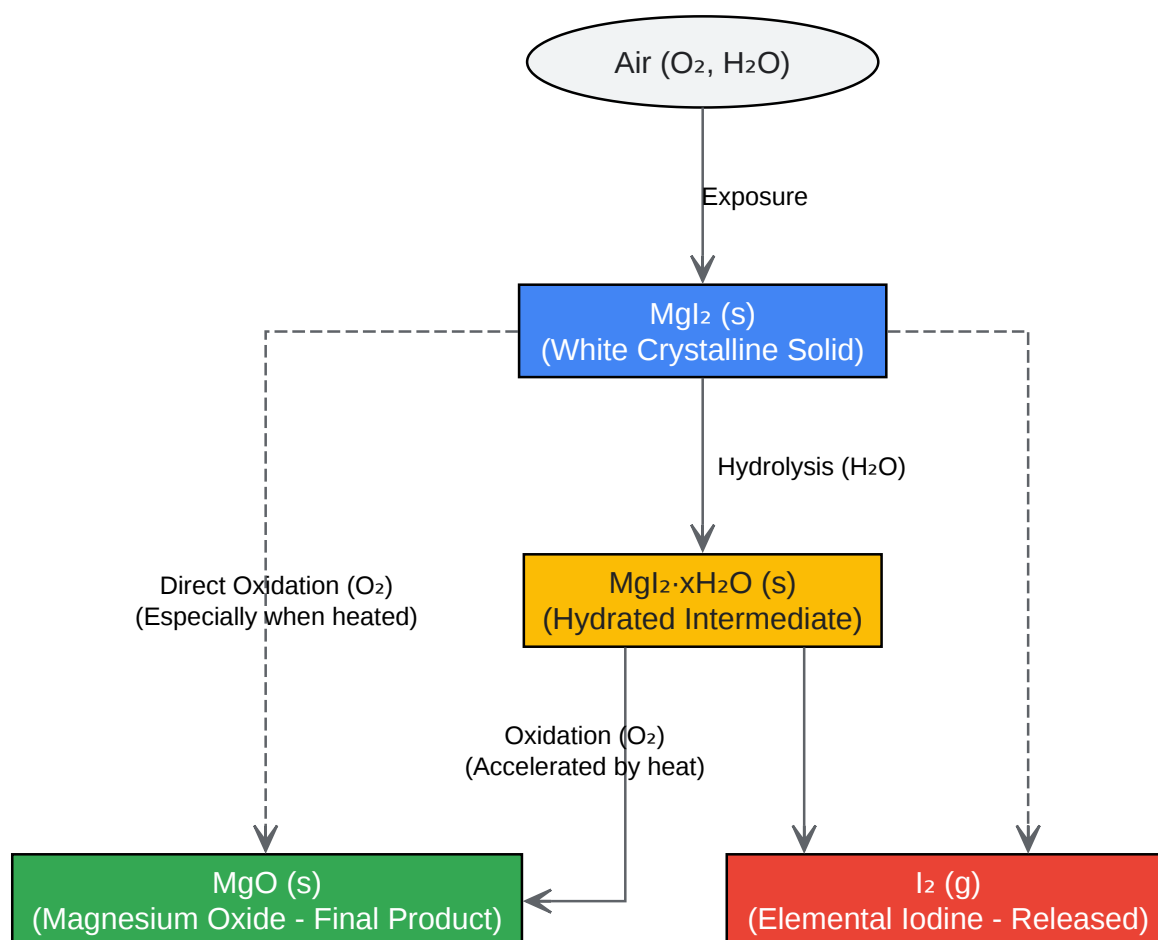 Air (O₂, H₂O)
Exposure
MgI₂ (s)
(White Crystalline Solid)
Hydrolysis (H₂O)
MgI₂·xH₂O (s)
(Hydrated Intermediate)
Direct Oxidation (O₂)
(Especially when heated)
Oxidation (O₂)
(Accelerated by heat)
MgO (s)
(Magnesium Oxide - Final Product)
I₂ (g)
(Elemental Iodine - Released)